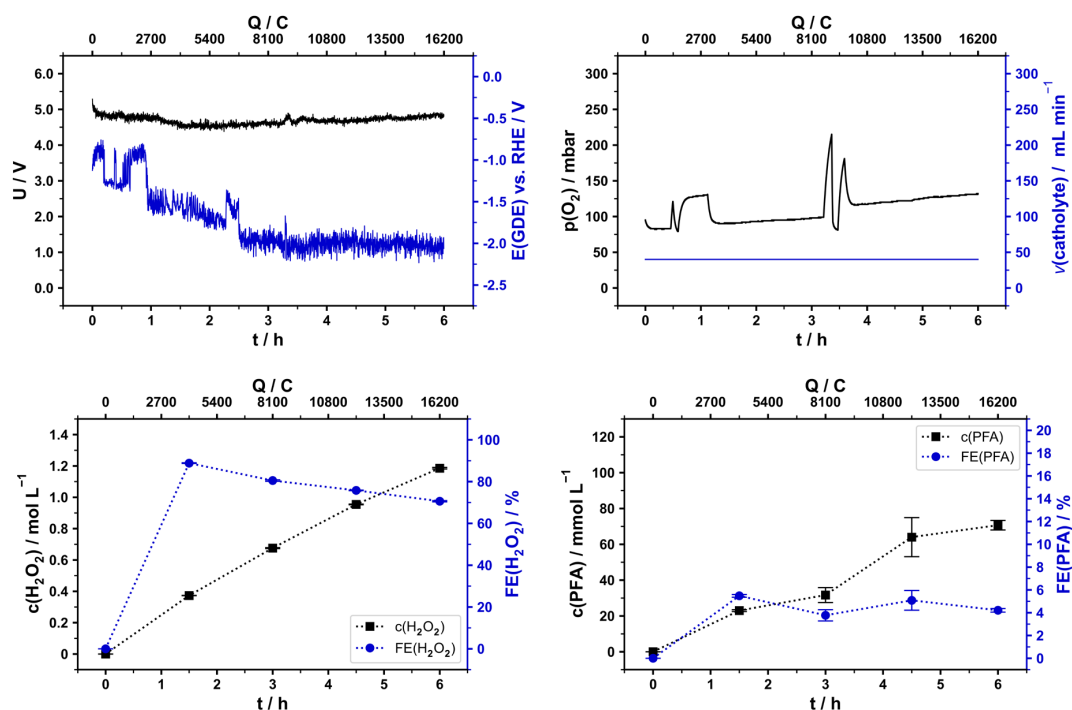 Q / C
0 2700 5400 8100 10800 13500 16200
6.0
5.0
4.0
3.0
2.0
1.0
0.0
U / V
0.0
-0.5
-1.0
-1.5
-2.0
-2.5
E(GDE) vs. RHE / V
0 1 2 3 4 5 6
t / h
Q / C
0 2700 5400 8100 10800 13500 16200
300
250
200
150
100
50
0
p(O₂) / mbar
300
250
200
150
100
50
0
v(catholyte) / mL min⁻¹
0 1 2 3 4 5 6
t / h
Q / C
0 2700 5400 8100 10800 13500 16200
1.4
1.2
1.0
0.8
0.6
0.4
0.2
0
c(H₂O₂) / mol L⁻¹
100
80
60
40
20
0
FE(H₂O₂) / %
c(H₂O₂)
FE(H₂O₂)
0 1 2 3 4 5 6
t / h
Q / C
0 2700 5400 8100 10800 13500 16200
120
100
80
60
40
20
0
c(PFA) / mmol L⁻¹
20
18
16
14
12
10
8
6
4
2
0
FE(PFA) / %
c(PFA)
FE(PFA)
0 1 2 3 4 5 6
t / h